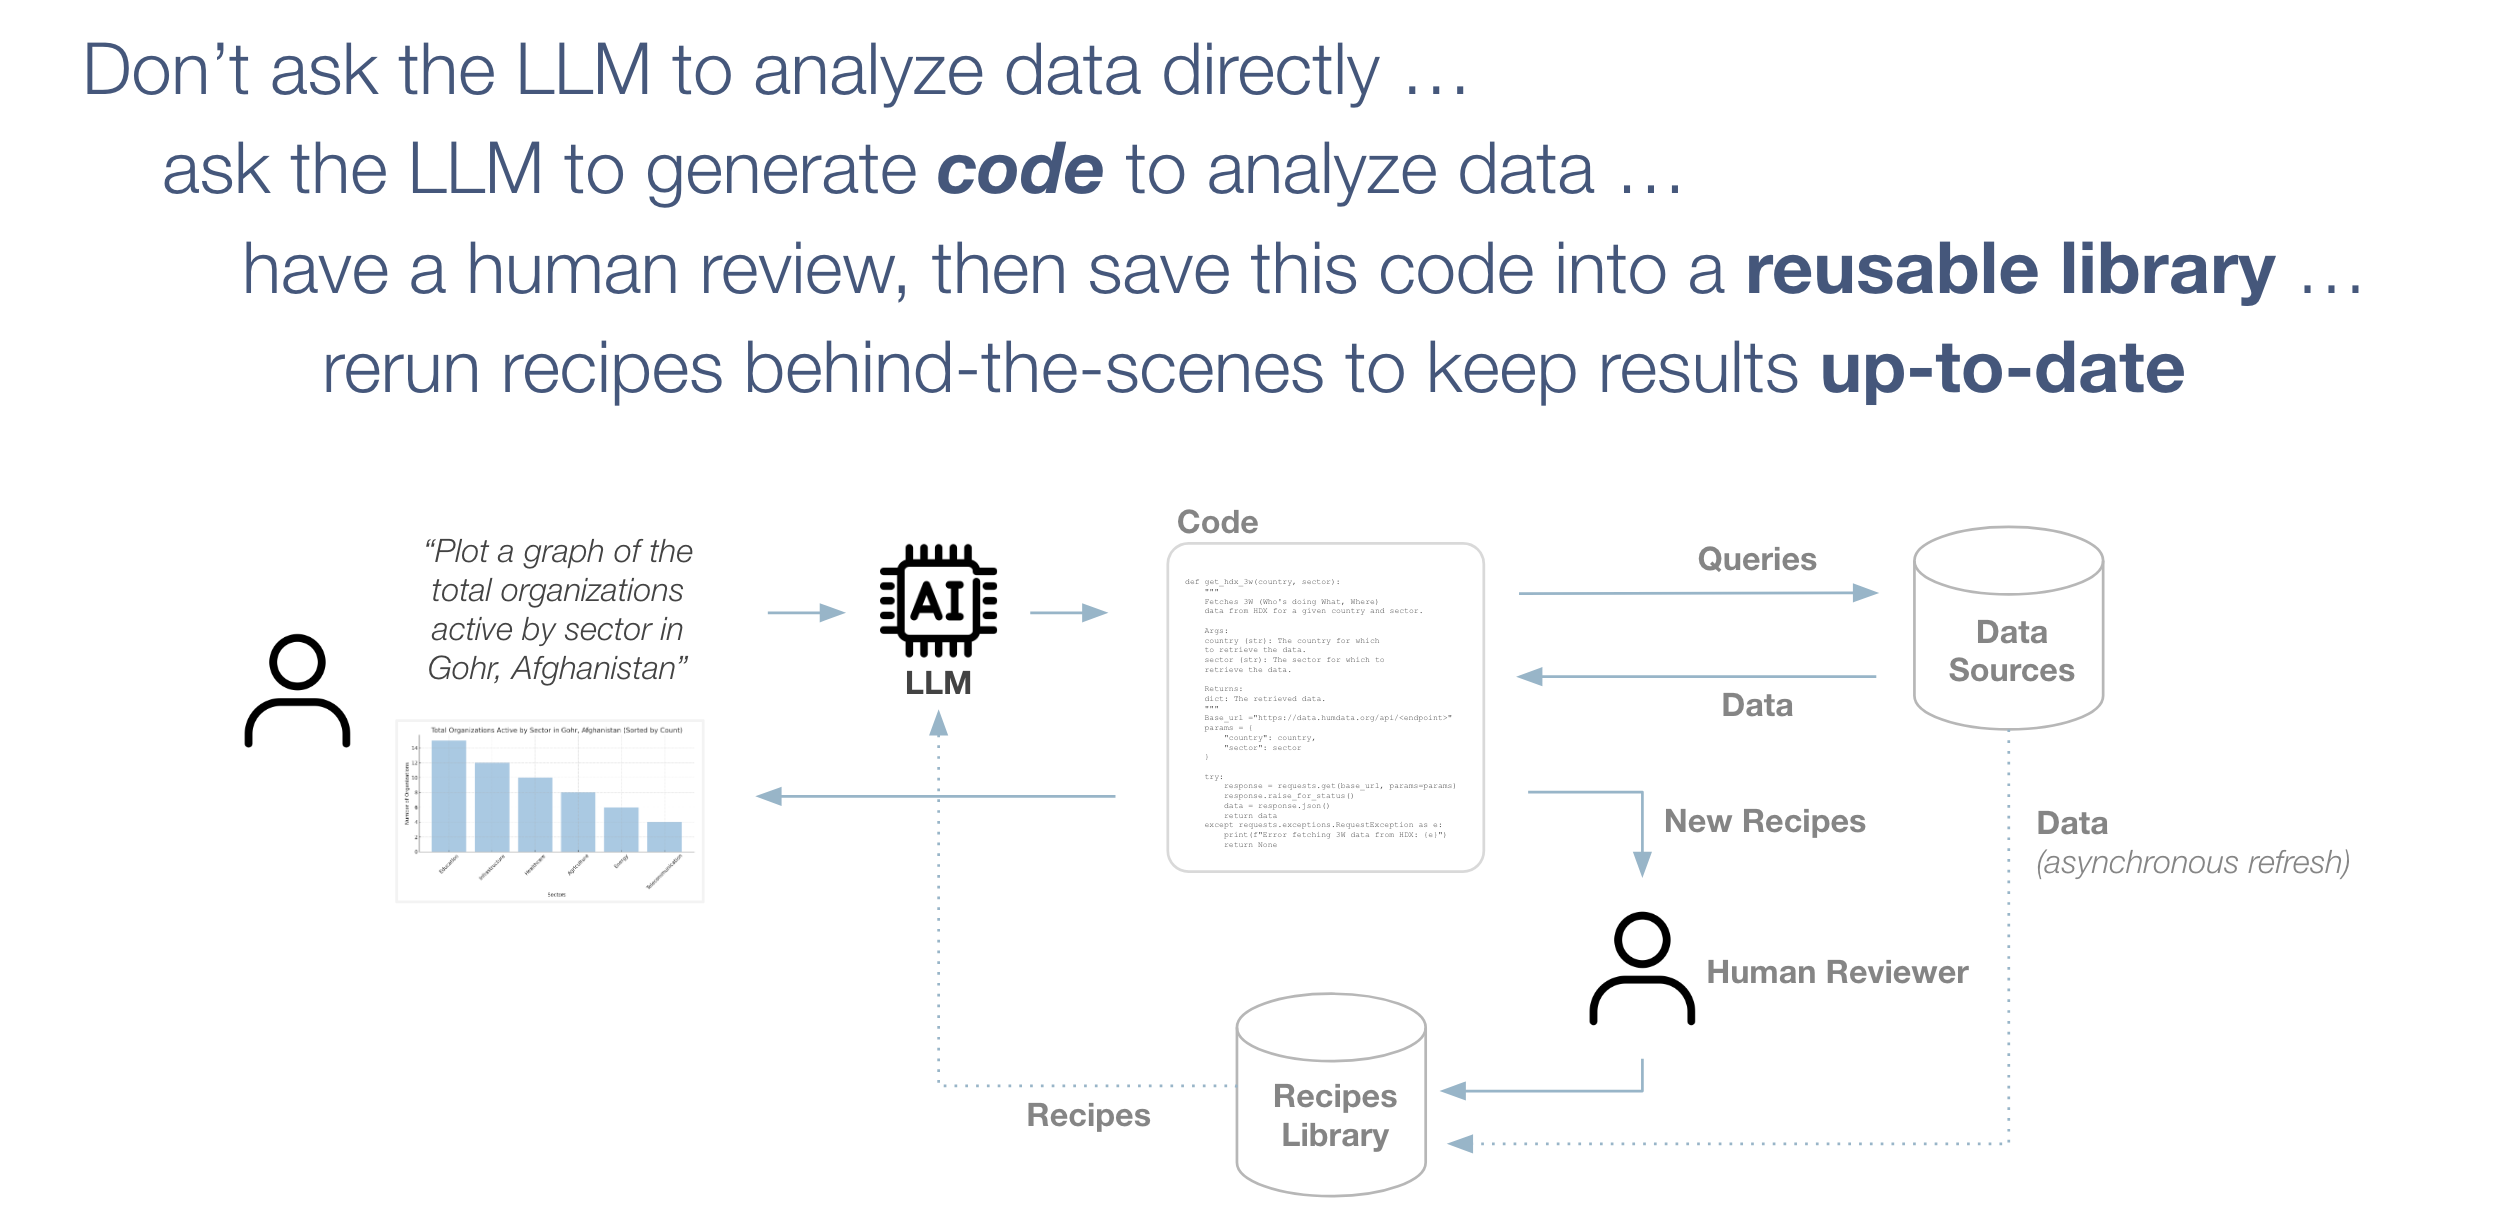 Don’t ask the LLM to analyze data directly …
ask the LLM to generate code to analyze data …
have a human review, then save this code into a reusable library …
rerun recipes behind-the-scenes to keep results up-to-date
“Plot a graph of the
total organizations
active by sector in
Gohr, Afghanistan”
Total Organizations Active by Sector in Gohr, Afghanistan (Sorted by Count)
Number of Organizations
14
12
10
8
6
4
2
0
Education
Infrastructure
Healthcare
Agriculture
Energy
Telecommunication
Sectors
LLM
Code
def get_hdx_3w(country, sector):
"""
Fetches 3W (Who's doing What, Where)
data from HDX for a given country and sector.
Args:
country (str): The country for which
to retrieve the data.
sector (str): The sector for which to
retrieve the data.
Returns:
dict: The retrieved data.
"""
Base_url ="https://data.humdata.org/api/<endpoint>"
params = {
"country": country,
"sector": sector
}
try:
response = requests.get(base_url, params=params)
response.raise_for_status()
data = response.json()
return data
except requests.exceptions.RequestException as e:
print(f"Error fetching 3W data from HDX: {e}")
return None
Queries
Data
Data
Sources
New Recipes
Data
(asynchronous refresh)
Human Reviewer
Recipes
Recipes
Library